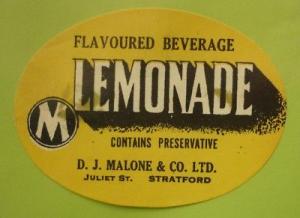 FLAVOURED BEVERAGE
LEMONADE
M
CONTAINS PRESERVATIVE
D. J. MALONE & CO. LTD.
JULIET ST. STRATFORD